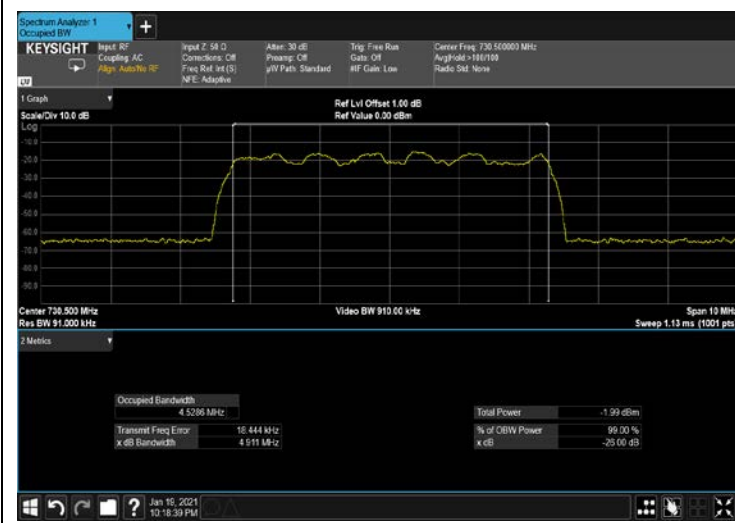 Spectrum Analyzer 1
Occupied BW
+
KEYSIGHT
Input: RF
Coupling: AC
Align: Auto/No RF
Input Z: 50 Ω
Corrections: Off
Freq Ref: Int (S)
NFE: Adaptive
Atten: 30 dB
Preamp: Off
µW Path: Standard
Trig: Free Run
Gate: Off
#IF Gain: Low
Center Freq: 730.500000 MHz
Avg|Hold:>100/100
Radio Std: None
1 Graph
Scale/Div 10.0 dB
Ref Lvl Offset 1.00 dB
Ref Value 0.00 dBm
Log
-10.0
-20.0
-30.0
-40.0
-50.0
-60.0
-70.0
-80.0
-90.0
Center 730.500 MHz
Res BW 91.000 kHz
Video BW 910.00 kHz
Span 10 MHz
Sweep 1.13 ms (1001 pts)
2 Metrics
Occupied Bandwidth
4.5286 MHz
Transmit Freq Error 18.444 kHz
x dB Bandwidth 4.911 MHz
Total Power -1.99 dBm
% of OBW Power 99.00 %
x dB -26.00 dB
?
Jan 19, 2021
10:18:39 PM